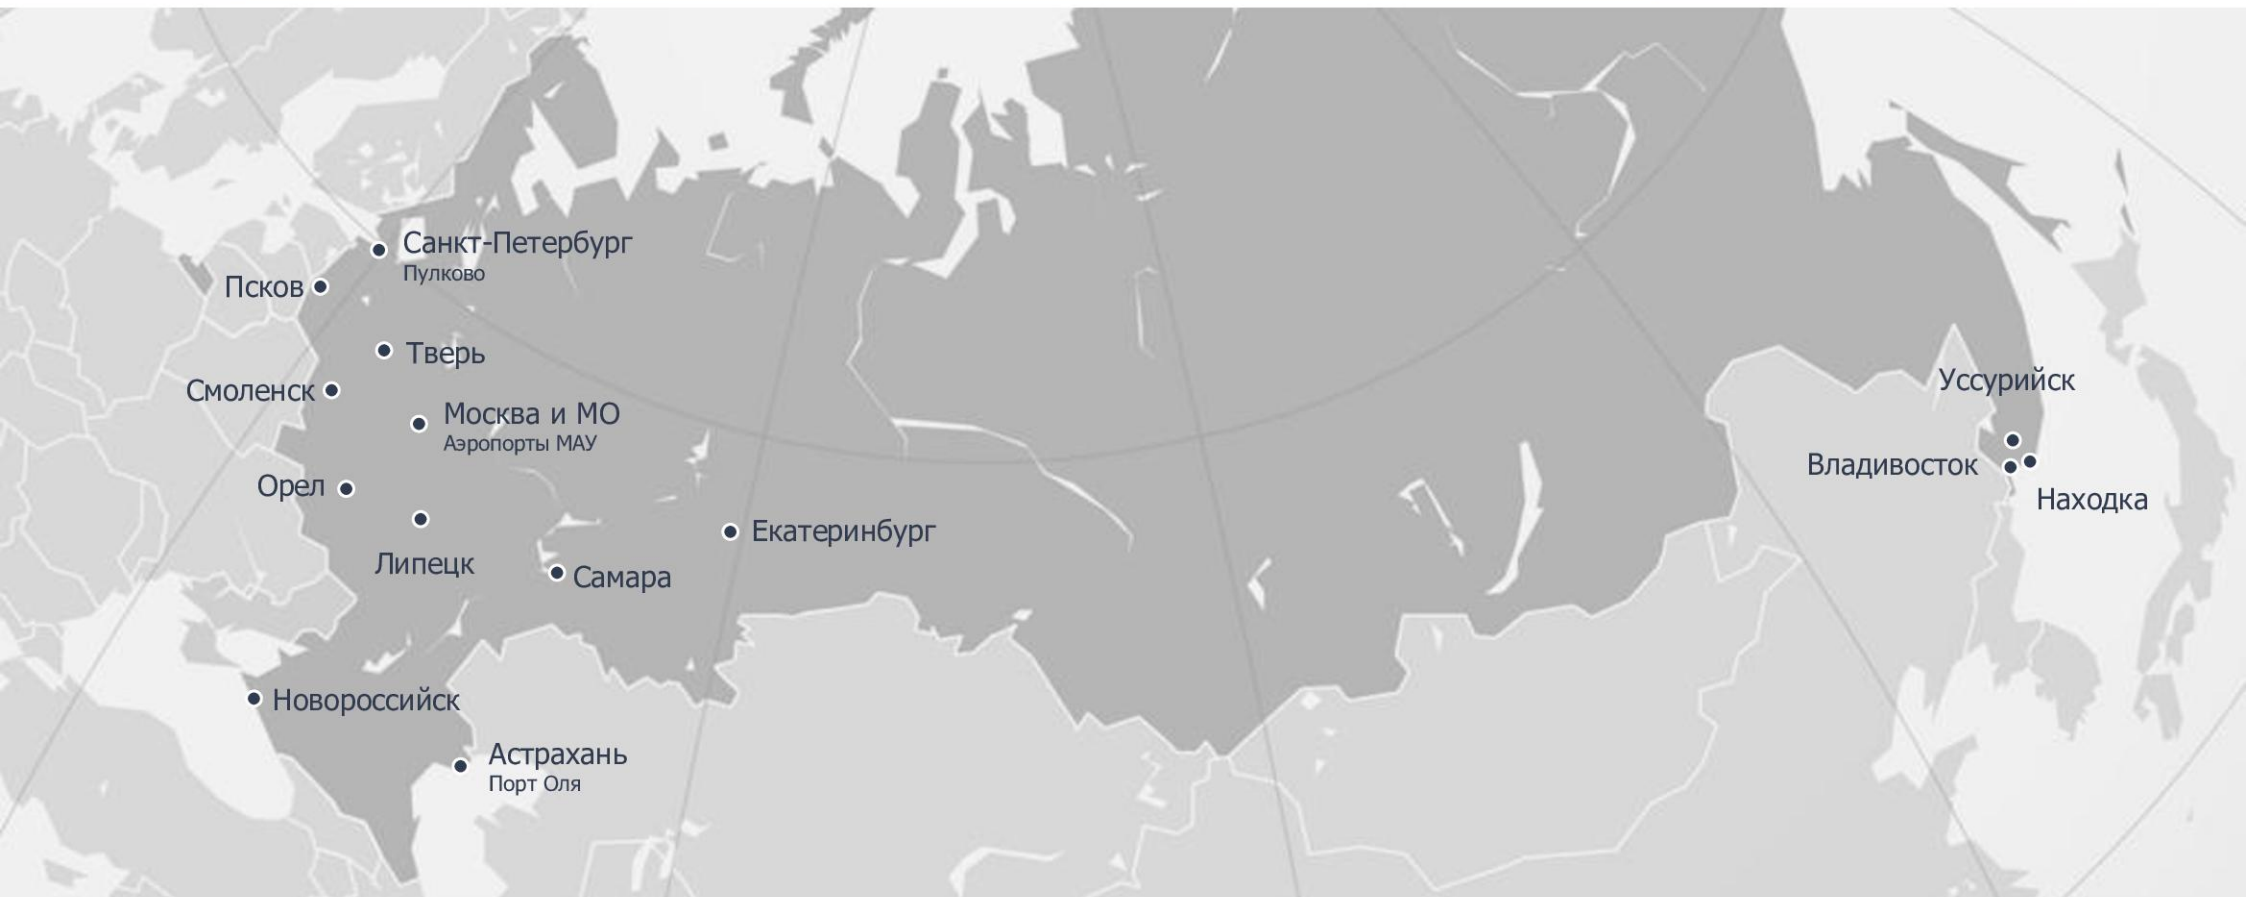 Санкт-Петербург
Пулково
Псков
Тверь
Смоленск
Москва и МО
Аэропорты МАУ
Орел
Липецк
Екатеринбург
Самара
Новороссийск
Астрахань
Порт Оля
Уссурийск
Владивосток
Находка